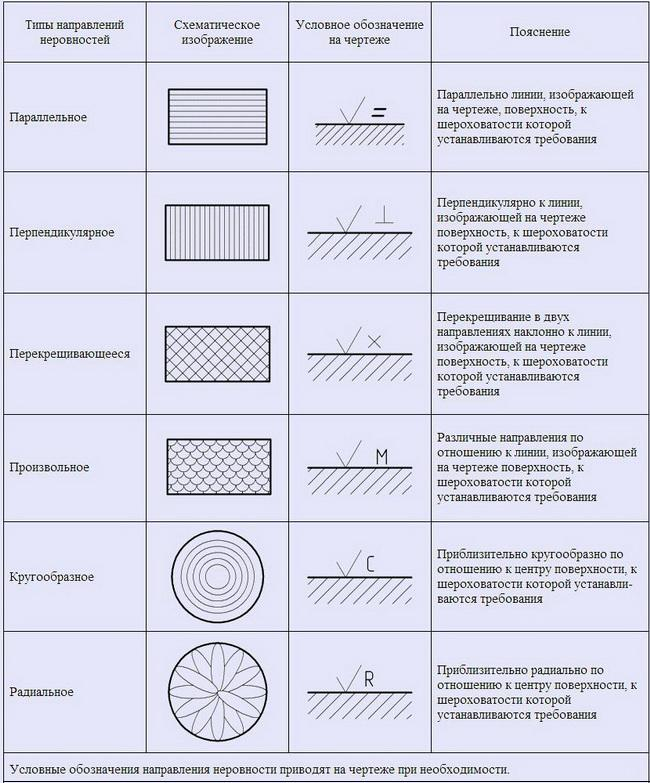 Типы направлений
неровностей
Схематическое
изображение
Условное обозначение
на чертеже
Пояснение
Параллельное
=
Параллельно линии, изображающей
на чертеже, поверхность, к
шероховатости которой
устанавливаются требования
Перпендикулярное
⊥
Перпендикулярно к линии,
изображающей на чертеже
поверхность, к шероховатости
которой устанавливаются
требования
Перекрещивающееся
×
Перекрещивание в двух
направлениях наклонно к линии,
изображающей на чертеже
поверхность, к шероховатости
которой устанавливаются
требования
Произвольное
M
Различные направления по
отношению к линии, изображающей
на чертеже поверхность, к
шероховатости которой
устанавливаются требования
Кругообразное
C
Приблизительно кругообразно по
отношению к центру поверхности, к
шероховатости которой устанавли-
ваются требования
Радиальное
R
Приблизительно радиально по
отношению к центру поверхности, к
шероховатости которой
устанавливаются требования
Условные обозначения направления неровности приводят на чертеже при необходимости.